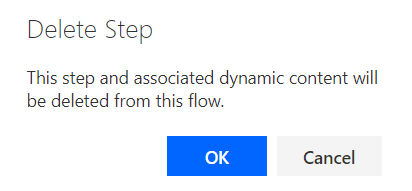 Delete Step
This step and associated dynamic content will
be deleted from this flow.
OK Cancel